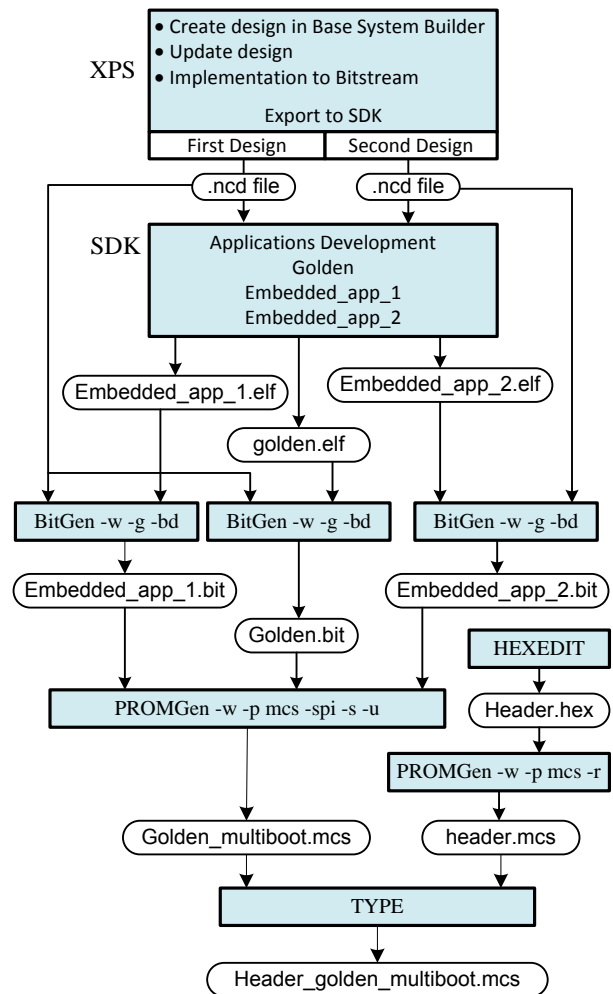 • Create design in Base System Builder
• Update design
• Implementation to Bitstream
XPS
Export to SDK
First Design
Second Design
.ncd file
.ncd file
SDK
Applications Development
Golden
Embedded_app_1
Embedded_app_2
Embedded_app_1.elf
Embedded_app_2.elf
golden.elf
BitGen -w -g -bd
BitGen -w -g -bd
BitGen -w -g -bd
Embedded_app_1.bit
Embedded_app_2.bit
Golden.bit
HEXEDIT
PROMGen -w -p mcs -spi -s -u
Header.hex
PROMGen -w -p mcs -r
Golden_multiboot.mcs
header.mcs
TYPE
Header_golden_multiboot.mcs